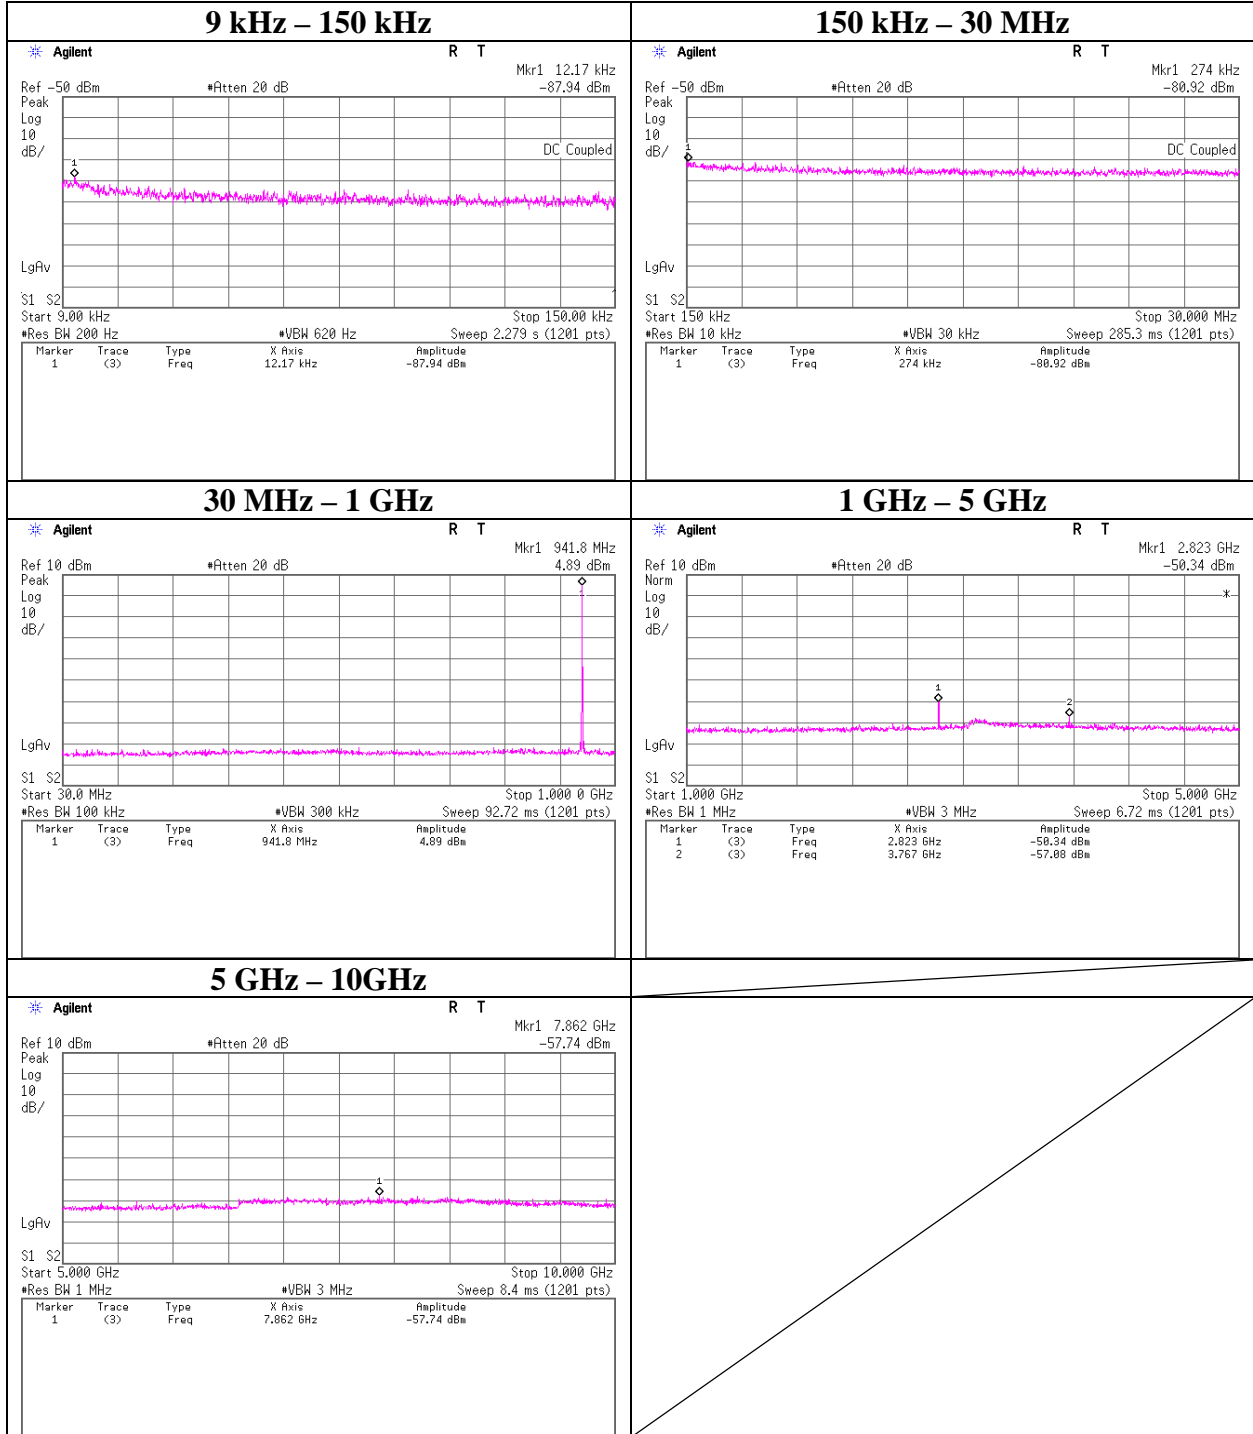 9 kHz – 150 kHz
Agilent
R T
Mkr1 12.17 kHz
Ref -50 dBm #Atten 20 dB -87.94 dBm
Peak
Log
10
dB/
DC Coupled
1
LgAv
S1 S2
Start 9.00 kHz Stop 150.00 kHz
#Res BW 200 Hz #VBW 620 Hz Sweep 2.279 s (1201 pts)
Marker Trace Type X Axis Amplitude
1 (3) Freq 12.17 kHz -87.94 dBm
150 kHz – 30 MHz
Agilent
R T
Mkr1 274 kHz
Ref -50 dBm #Atten 20 dB -80.92 dBm
Peak
Log
10
dB/
DC Coupled
1
LgAv
S1 S2
Start 150 kHz Stop 30.000 MHz
#Res BW 10 kHz #VBW 30 kHz Sweep 285.3 ms (1201 pts)
Marker Trace Type X Axis Amplitude
1 (3) Freq 274 kHz -80.92 dBm
30 MHz – 1 GHz
Agilent
R T
Mkr1 941.8 MHz
Ref 10 dBm #Atten 20 dB 4.89 dBm
Peak
Log
10
dB/
1
LgAv
S1 S2
Start 30.0 MHz Stop 1.000 0 GHz
#Res BW 100 kHz #VBW 300 kHz Sweep 92.72 ms (1201 pts)
Marker Trace Type X Axis Amplitude
1 (3) Freq 941.8 MHz 4.89 dBm
1 GHz – 5 GHz
Agilent
R T
Mkr1 2.823 GHz
Ref 10 dBm #Atten 20 dB -50.34 dBm
Norm
Log
10
dB/
*
1
2
LgAv
S1 S2
Start 1.000 GHz Stop 5.000 GHz
#Res BW 1 MHz #VBW 3 MHz Sweep 6.72 ms (1201 pts)
Marker Trace Type X Axis Amplitude
1 (3) Freq 2.823 GHz -50.34 dBm
2 (3) Freq 3.767 GHz -57.08 dBm
5 GHz – 10GHz
Agilent
R T
Mkr1 7.862 GHz
Ref 10 dBm #Atten 20 dB -57.74 dBm
Peak
Log
10
dB/
1
LgAv
S1 S2
Start 5.000 GHz Stop 10.000 GHz
#Res BW 1 MHz #VBW 3 MHz Sweep 8.4 ms (1201 pts)
Marker Trace Type X Axis Amplitude
1 (3) Freq 7.862 GHz -57.74 dBm